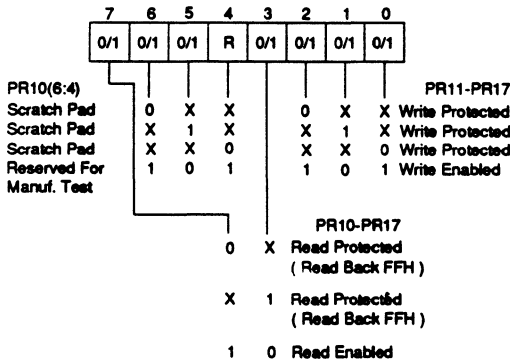 7 6 5 4 3 2 1 0
0/1 0/1 0/1 R 0/1 0/1 0/1 0/1
PR10(6:4) PR11-PR17
Scratch Pad 0 X X 0 X X Write Protected
Scratch Pad X 1 X X 1 X Write Protected
Scratch Pad X X 0 X X 0 Write Protected
Reserved For 1 0 1 1 0 1 Write Enabled
Manuf. Test
PR10-PR17
0 X Read Protected
( Read Back FFH )
X 1 Read Protected
( Read Back FFH )
1 0 Read Enabled